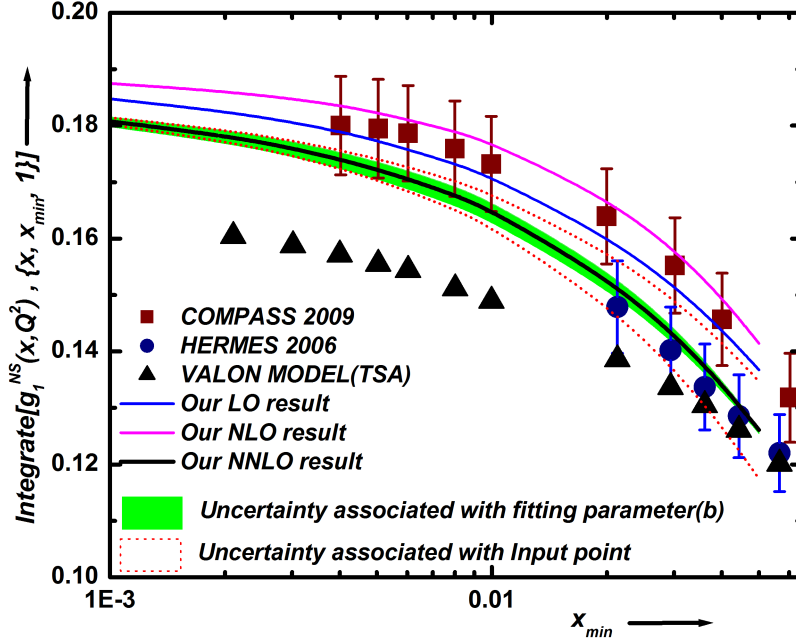 0.20
0.18
0.16
0.14
0.12
0.10
Integrate[g₁ᴺˢ(x,Q²) , {x, xₘᵢₙ, 1}]
COMPASS 2009
HERMES 2006
VALON MODEL(TSA)
Our LO result
Our NLO result
Our NNLO result
Uncertainty associated with fitting parameter(b)
Uncertainty associated with Input point
1E-3
0.01
xₘᵢₙ